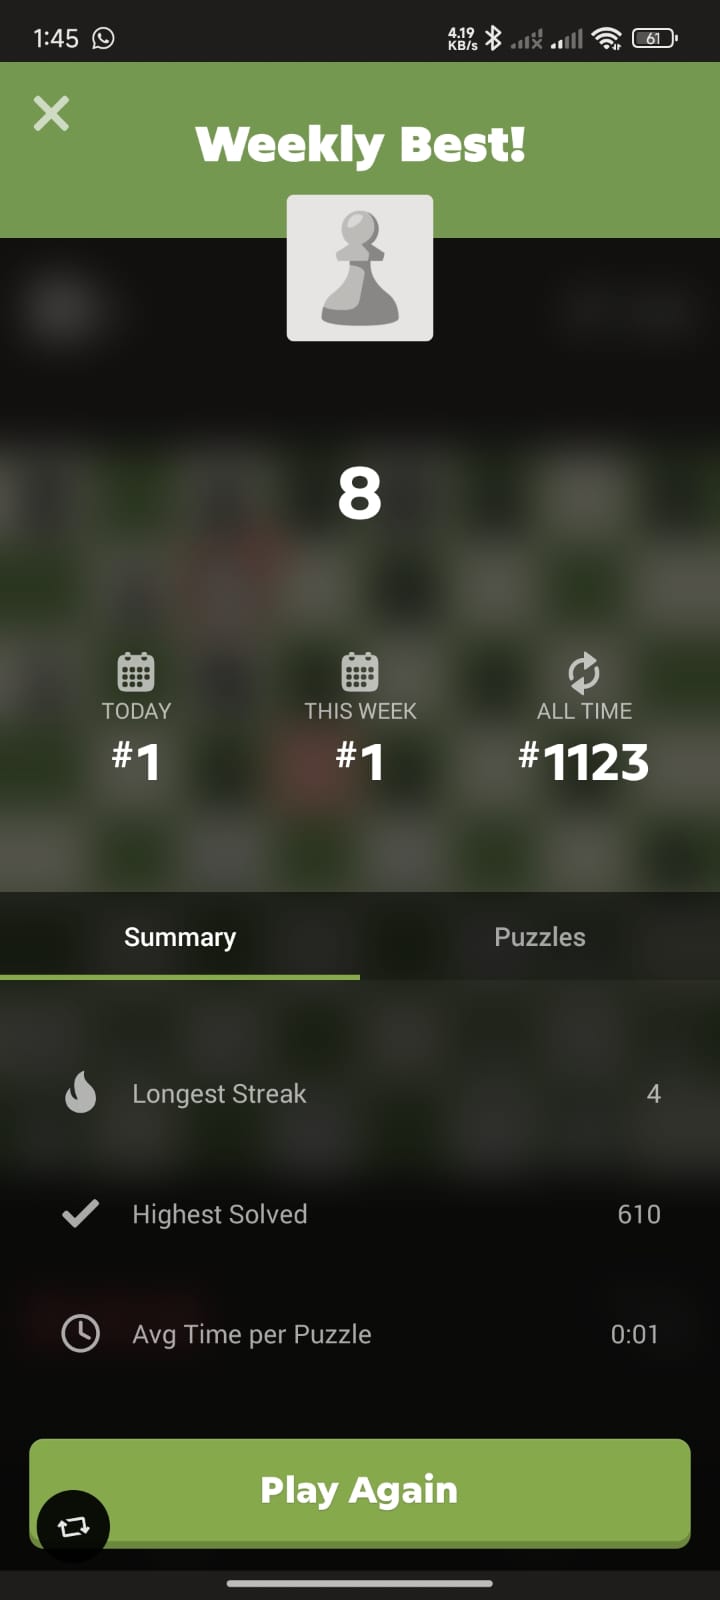 1:45
4.19
KB/s
61
Weekly Best!
8
TODAY
THIS WEEK
ALL TIME
#1
#1
#1123
Summary
Puzzles
Longest Streak
4
Highest Solved
610
Avg Time per Puzzle
0:01
Play Again